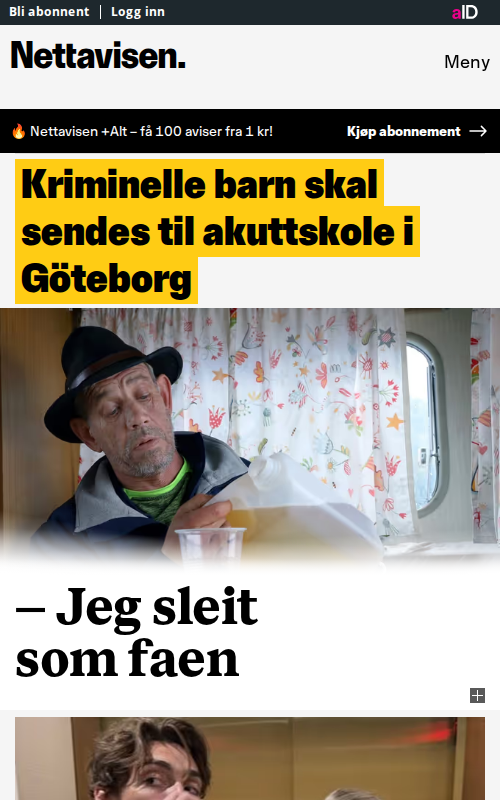 Bli abonnent | Logg inn
aID
Nettavisen.
Meny
🔥 Nettavisen +Alt – få 100 aviser fra 1 kr!
Kjøp abonnement →
Kriminelle barn skal
sendes til akuttskole i
Göteborg
– Jeg sleit
som faen